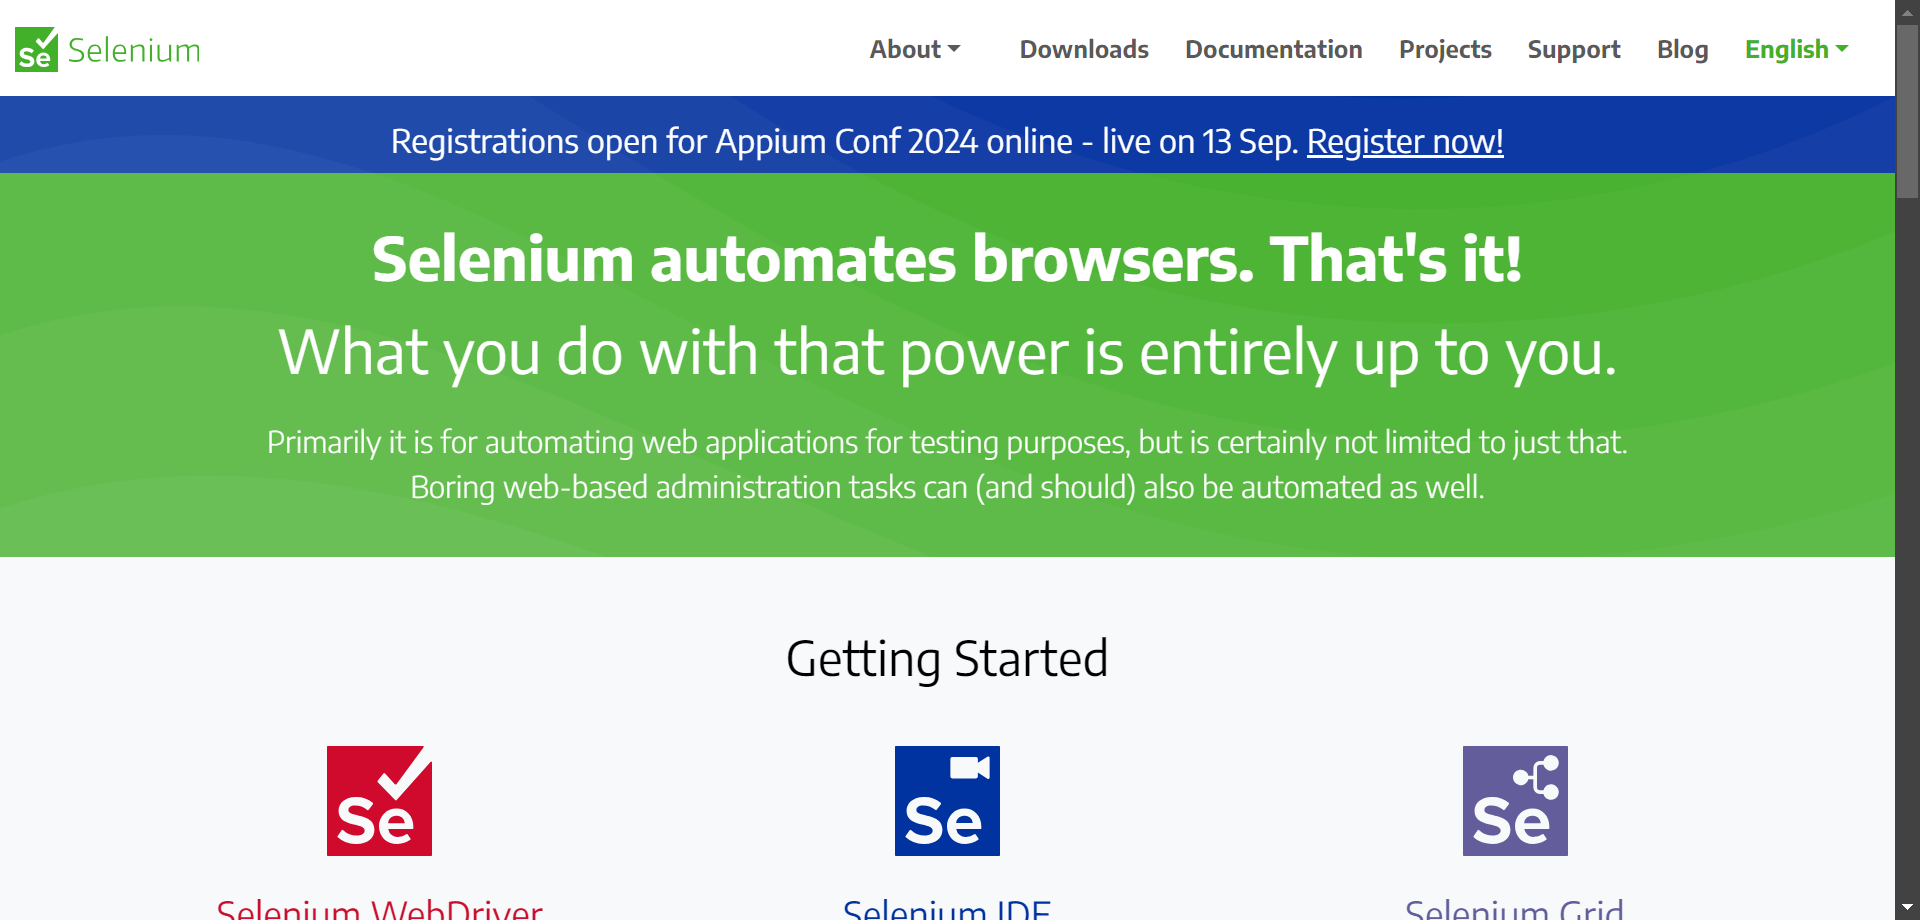 Se Selenium
About Downloads Documentation Projects Support Blog English
Registrations open for Appium Conf 2024 online - live on 13 Sep. Register now!
Selenium automates browsers. That's it!
What you do with that power is entirely up to you.
Primarily it is for automating web applications for testing purposes, but is certainly not limited to just that.
Boring web-based administration tasks can (and should) also be automated as well.
Getting Started
Se Se Se
Selenium WebDriver Selenium IDE Selenium Grid